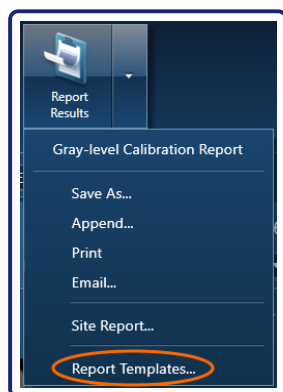 Report
Results
Gray-level Calibration Report
Save As...
Append...
Print
Email...
Site Report...
Report Templates...